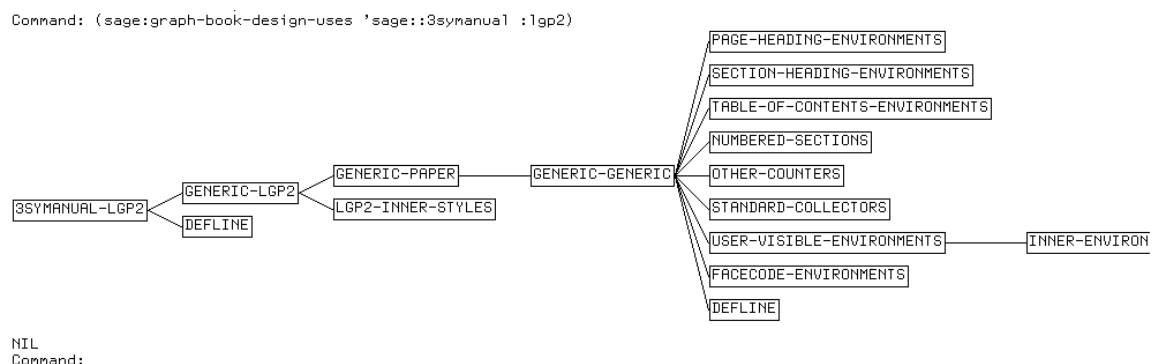 Command: (sage:graph-book-design-uses 'sage::3symanual :lgp2)
PAGE-HEADING-ENVIRONMENTS
SECTION-HEADING-ENVIRONMENTS
TABLE-OF-CONTENTS-ENVIRONMENTS
NUMBERED-SECTIONS
GENERIC-PAPER
GENERIC-GENERIC
OTHER-COUNTERS
GENERIC-LGP2
3SYMANUAL-LGP2
LGP2-INNER-STYLES
STANDARD-COLLECTORS
DEFLINE
USER-VISIBLE-ENVIRONMENTS
INNER-ENVIRON
FACECODE-ENVIRONMENTS
DEFLINE
NIL
Command: